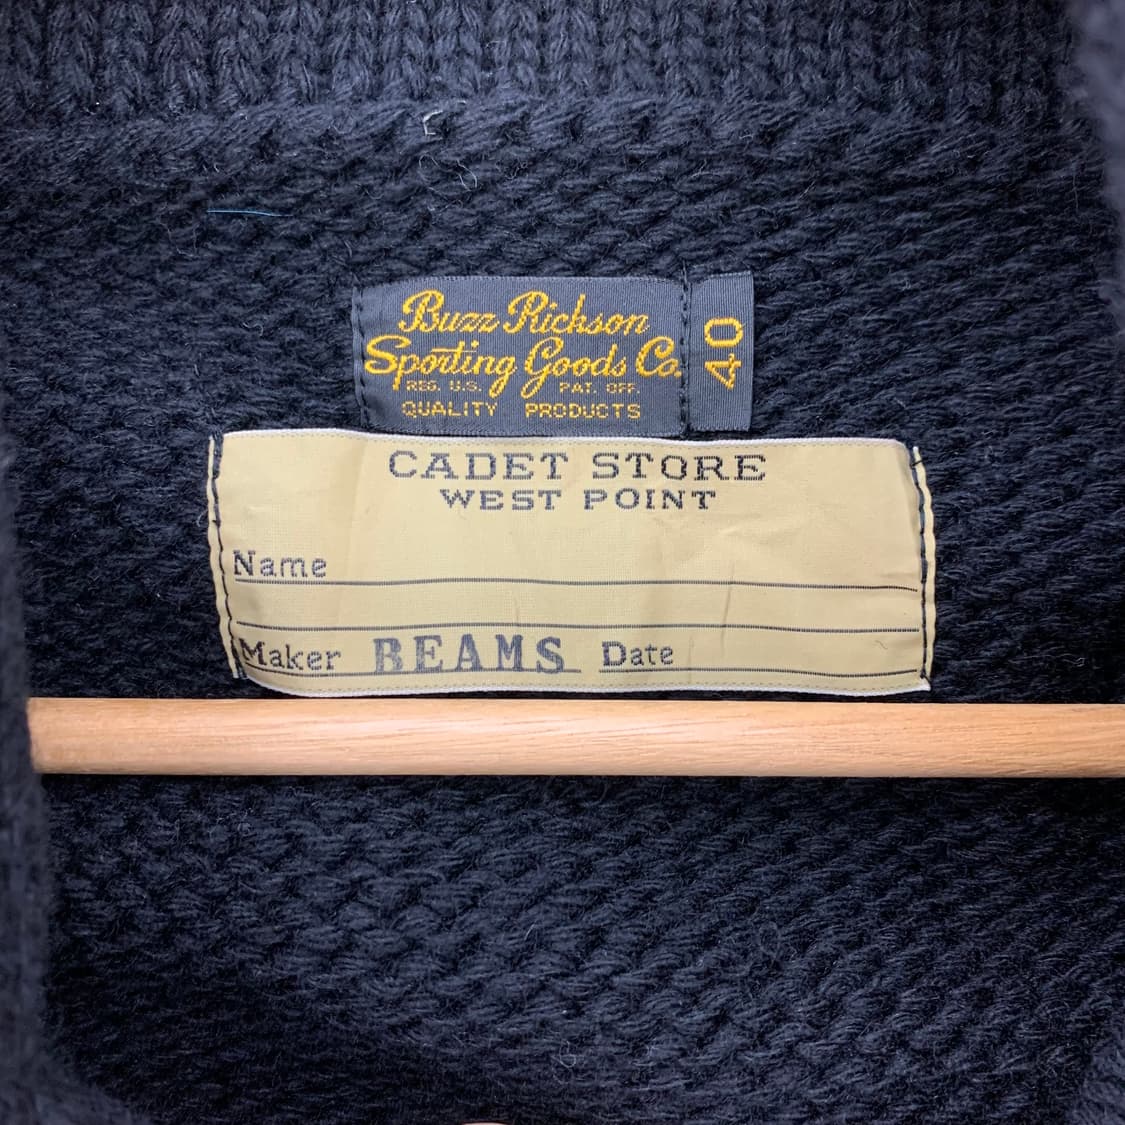 Buzz Rickson
Sporting Goods Co.
REG. U.S. PAT. OFF.
QUALITY PRODUCTS
40
CADET STORE
WEST POINT
Name
Maker BEAMS Date